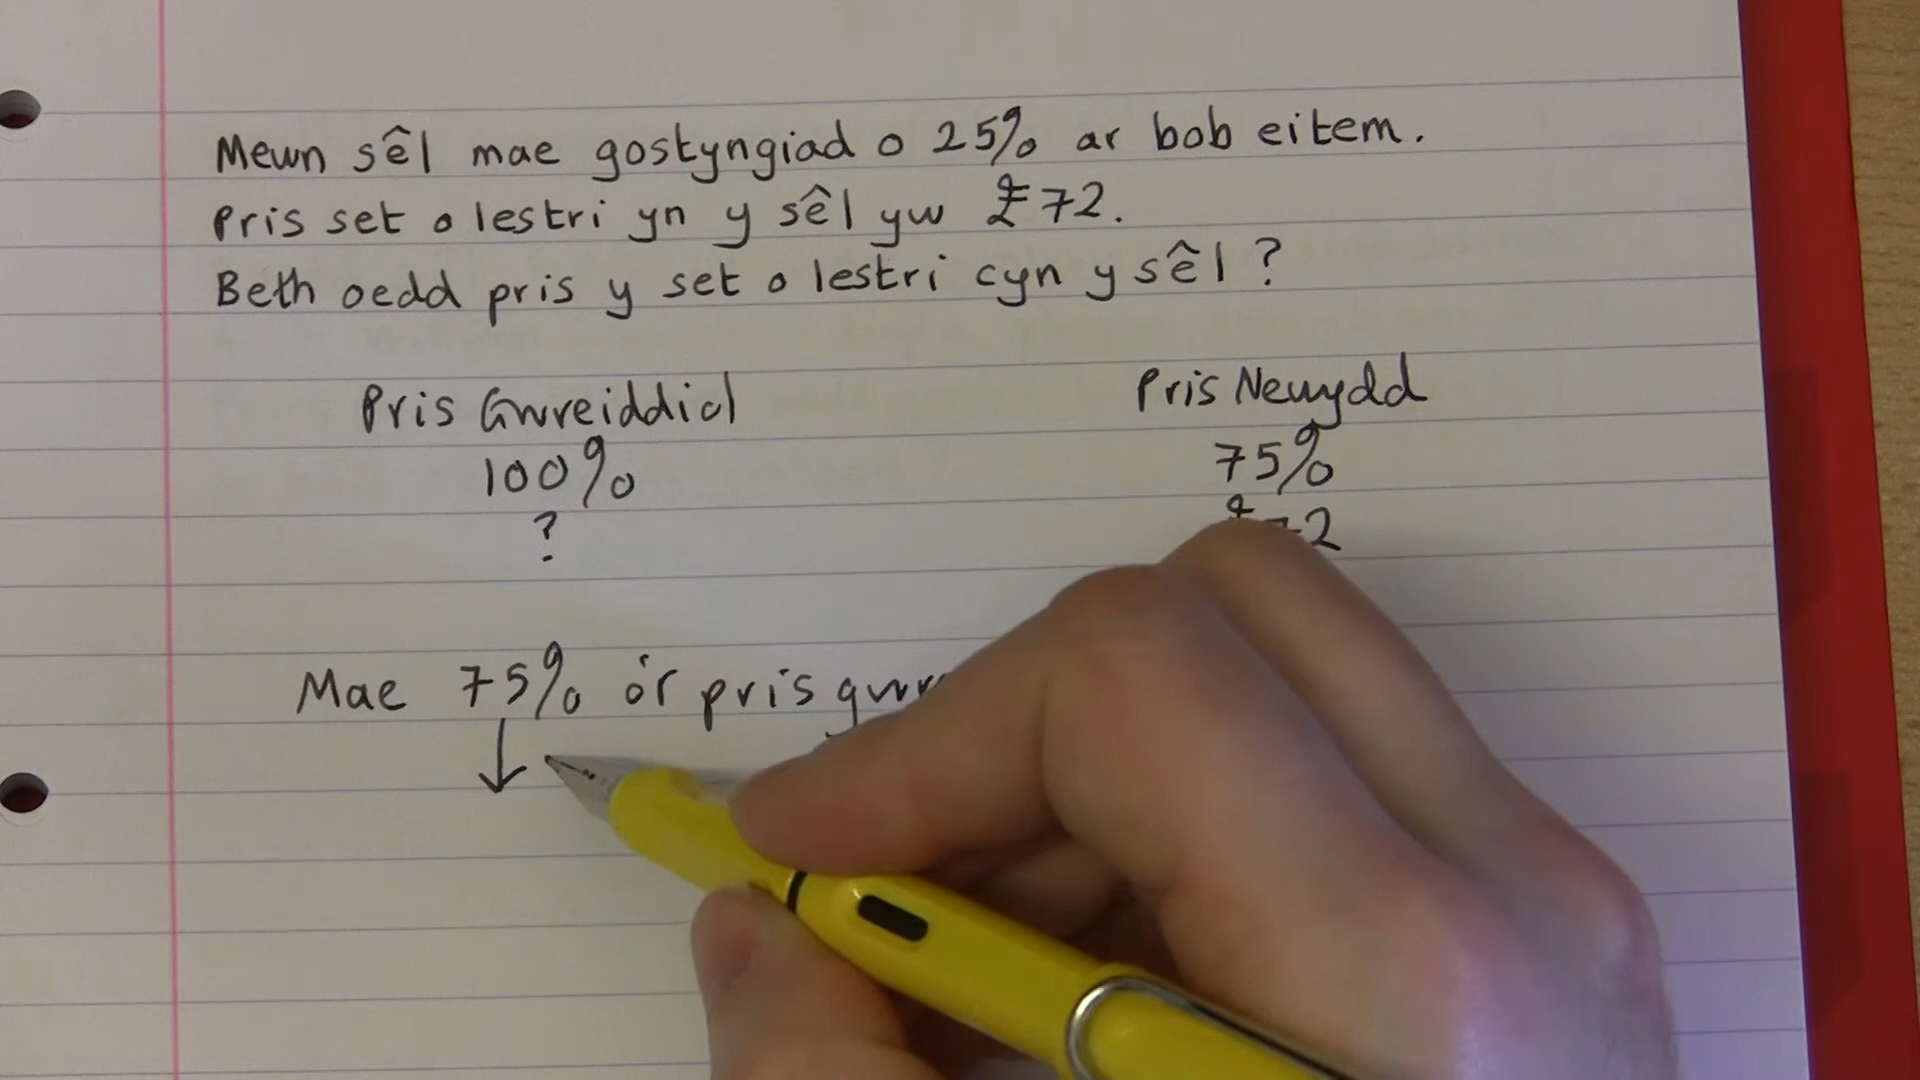 Mewn sêl mae gostyngiad o 25% ar bob eitem.
Pris set o lestri yn y sêl yw £72.
Beth oedd pris y set o lestri cyn y sêl?
Pris Gwreiddiol Pris Newydd
100% 75%
? £72
Mae 75% o'r pris